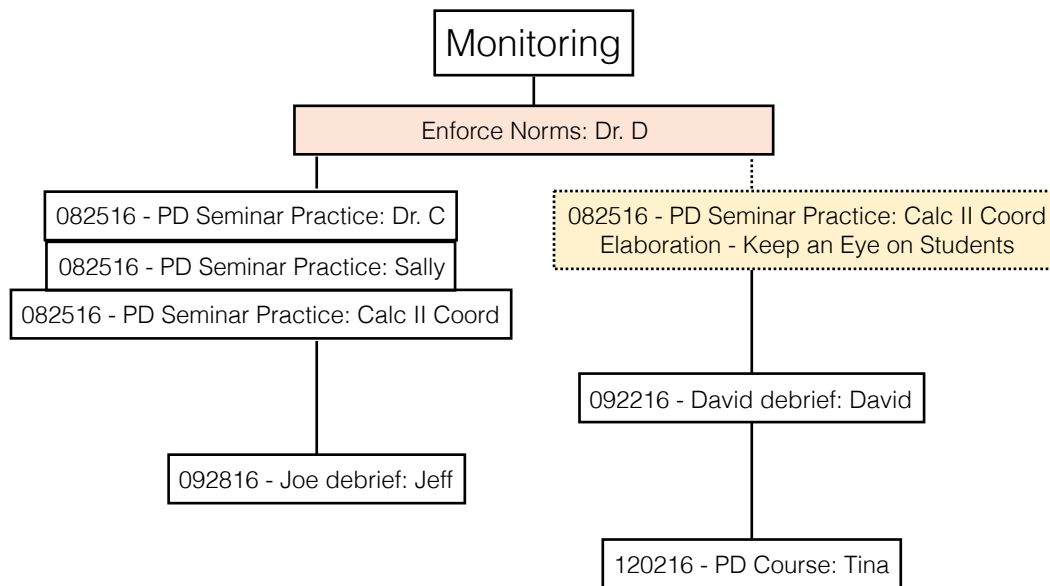 Monitoring
Enforce Norms: Dr. D
082516 - PD Seminar Practice: Dr. C
082516 - PD Seminar Practice: Sally
082516 - PD Seminar Practice: Calc II Coord
092816 - Joe debrief: Jeff
082516 - PD Seminar Practice: Calc II Coord
Elaboration - Keep an Eye on Students
092216 - David debrief: David
120216 - PD Course: Tina